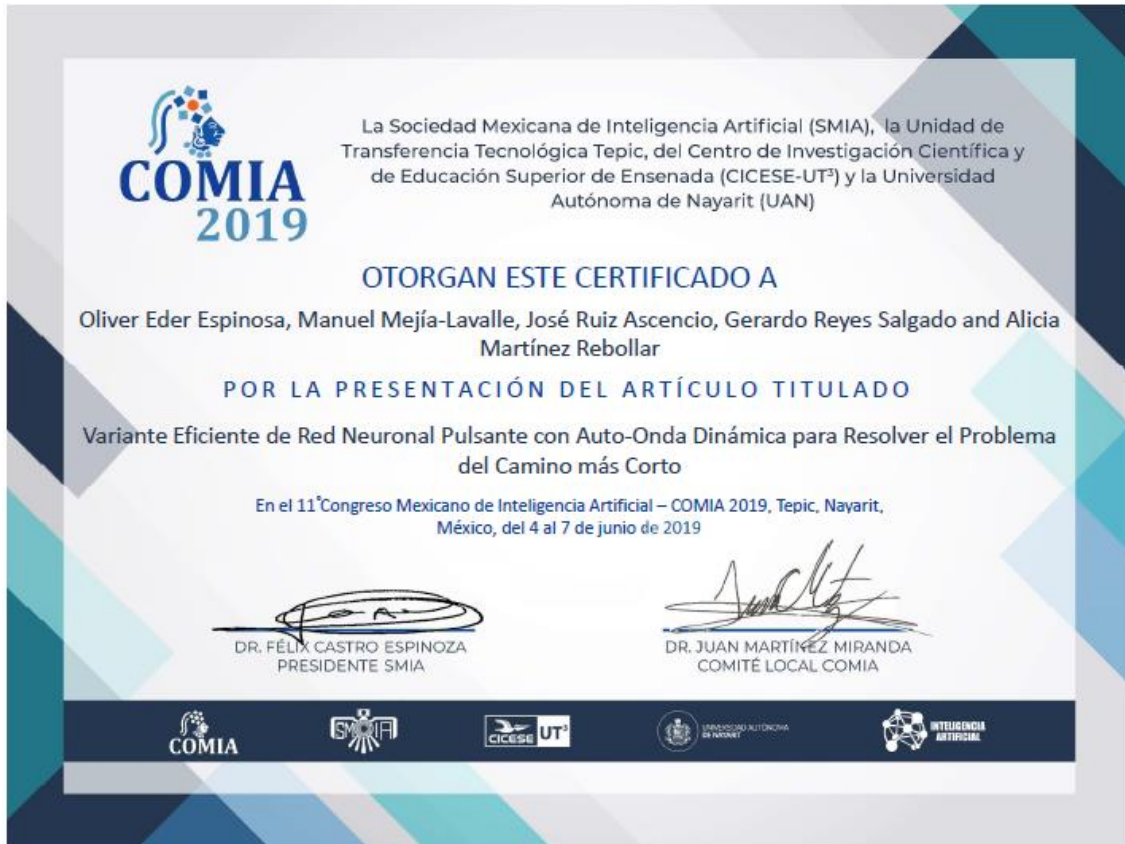 COMIA
2019
La Sociedad Mexicana de Inteligencia Artificial (SMIA), la Unidad de
Transferencia Tecnológica Tepic, del Centro de Investigación Científica y
de Educación Superior de Ensenada (CICESE-UT³) y la Universidad
Autónoma de Nayarit (UAN)
OTORGAN ESTE CERTIFICADO A
Oliver Eder Espinosa, Manuel Mejía-Lavalle, José Ruiz Ascencio, Gerardo Reyes Salgado and Alicia
Martínez Rebollar
POR LA PRESENTACIÓN DEL ARTÍCULO TITULADO
Variante Eficiente de Red Neuronal Pulsante con Auto-Onda Dinámica para Resolver el Problema
del Camino más Corto
En el 11°Congreso Mexicano de Inteligencia Artificial – COMIA 2019, Tepic, Nayarit,
México, del 4 al 7 de junio de 2019
DR. FÉLIX CASTRO ESPINOZA
PRESIDENTE SMIA
DR. JUAN MARTÍNEZ MIRANDA
COMITÉ LOCAL COMIA
COMIA
SMIA
CICESE UT³
UNIVERSIDAD AUTÓNOMA
DE NAYARIT
INTELIGENCIA
ARTIFICIAL